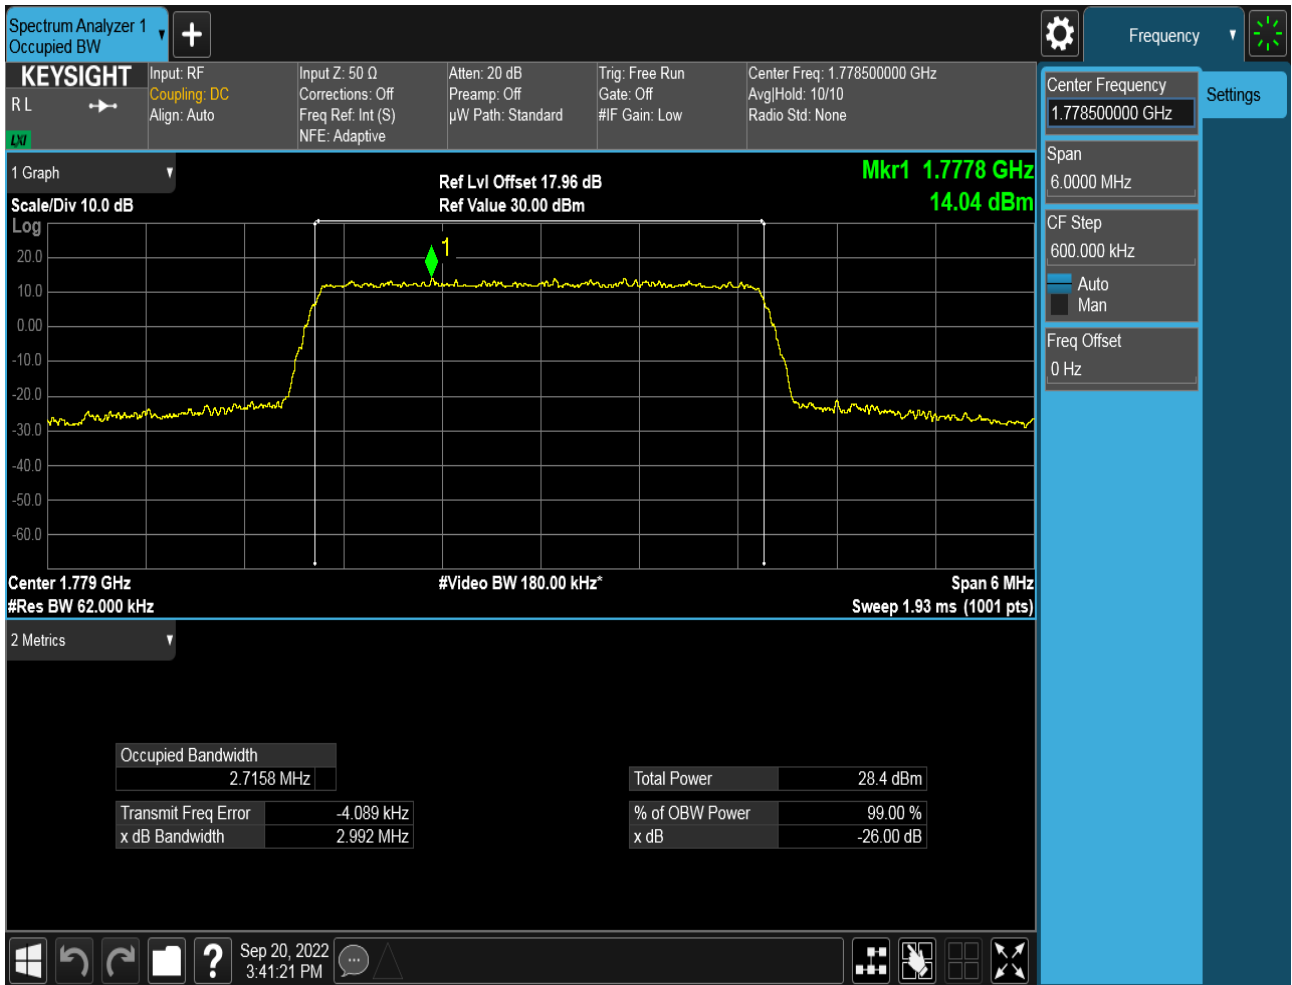 Spectrum Analyzer 1
Occupied BW
+
Frequency
KEYSIGHT
R L
LXI
Input: RF
Coupling: DC
Align: Auto
Input Z: 50 Ω
Corrections: Off
Freq Ref: Int (S)
NFE: Adaptive
Atten: 20 dB
Preamp: Off
µW Path: Standard
Trig: Free Run
Gate: Off
#IF Gain: Low
Center Freq: 1.778500000 GHz
Avg|Hold: 10/10
Radio Std: None
Center Frequency
1.778500000 GHz
Settings
Span
6.0000 MHz
CF Step
600.000 kHz
Auto
Man
Freq Offset
0 Hz
1 Graph
Ref Lvl Offset 17.96 dB
Mkr1 1.7778 GHz
Scale/Div 10.0 dB
Ref Value 30.00 dBm
14.04 dBm
Log
1
20.0
10.0
0.00
-10.0
-20.0
-30.0
-40.0
-50.0
-60.0
Center 1.779 GHz
#Video BW 180.00 kHz*
Span 6 MHz
#Res BW 62.000 kHz
Sweep 1.93 ms (1001 pts)
2 Metrics
Occupied Bandwidth
2.7158 MHz
Total Power 28.4 dBm
Transmit Freq Error -4.089 kHz
% of OBW Power 99.00 %
x dB Bandwidth 2.992 MHz
x dB -26.00 dB
?
Sep 20, 2022
3:41:21 PM